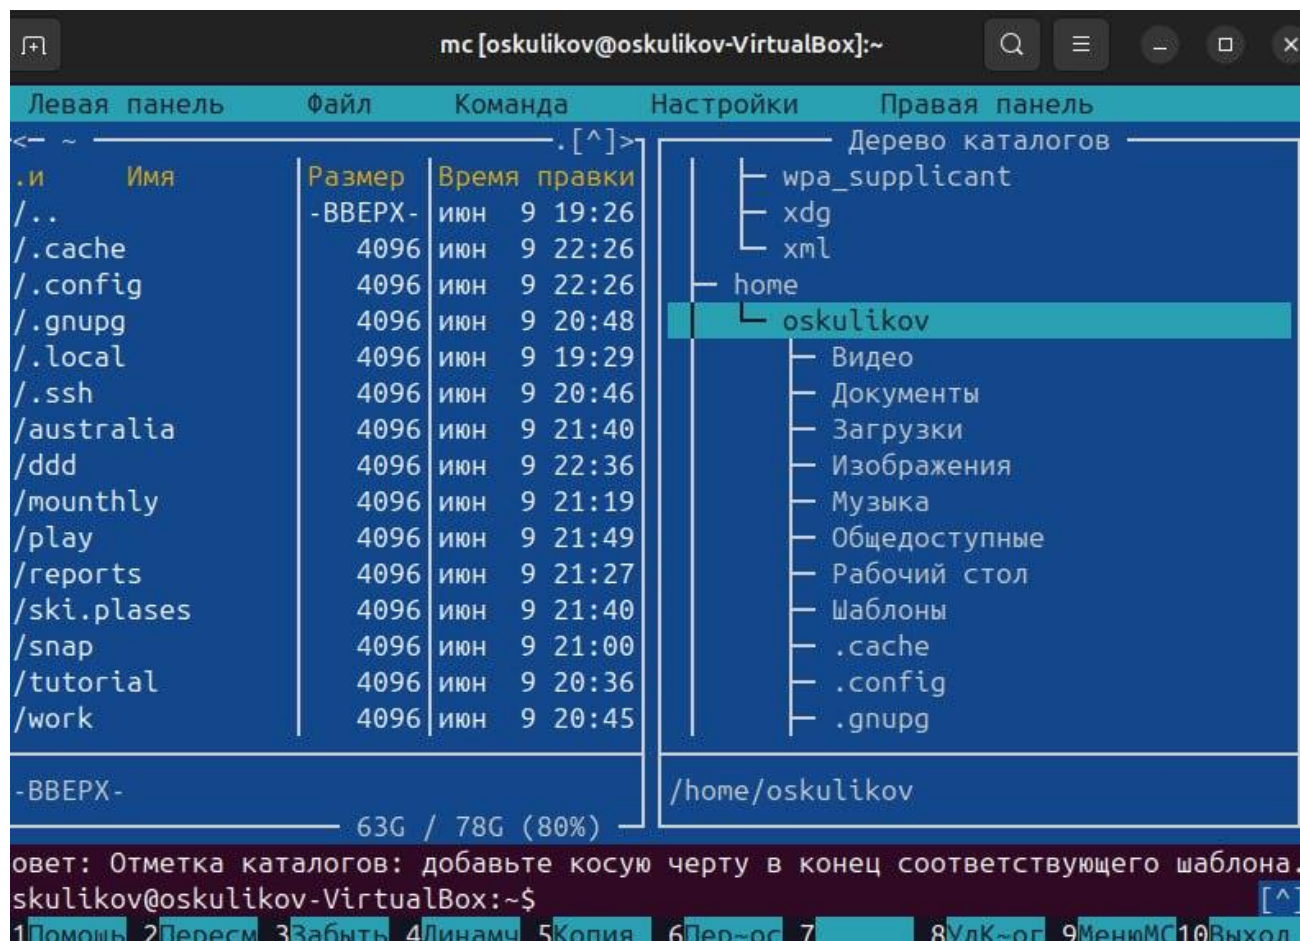 mc [oskulikov@oskulikov-VirtualBox]:~
Левая панель Файл Команда Настройки Правая панель
<- ~ .[^]> Дерево каталогов
.и Имя Размер Время правки wpa_supplicant
/.. -ВВЕРХ- июн 9 19:26 xdg
/.cache 4096 июн 9 22:26 xml
/.config 4096 июн 9 22:26 home
/.gnupg 4096 июн 9 20:48 oskulikov
/.local 4096 июн 9 19:29 Видео
/.ssh 4096 июн 9 20:46 Документы
/australia 4096 июн 9 21:40 Загрузки
/ddd 4096 июн 9 22:36 Изображения
/mounthly 4096 июн 9 21:19 Музыка
/play 4096 июн 9 21:49 Общедоступные
/reports 4096 июн 9 21:27 Рабочий стол
/ski.plases 4096 июн 9 21:40 Шаблоны
/snap 4096 июн 9 21:00 .cache
/tutorial 4096 июн 9 20:36 .config
/work 4096 июн 9 20:45 .gnupg
-ВВЕРХ- /home/oskulikov
63G / 78G (80%)
овет: Отметка каталогов: добавьте косую черту в конец соответствующего шаблона.
skulikov@oskulikov-VirtualBox:~$ [^]
1Помощь 2Пересм 3Забыть 4Динамч 5Копия 6Пер~ос 7 8УдК~ог 9МенюМС 10Выход